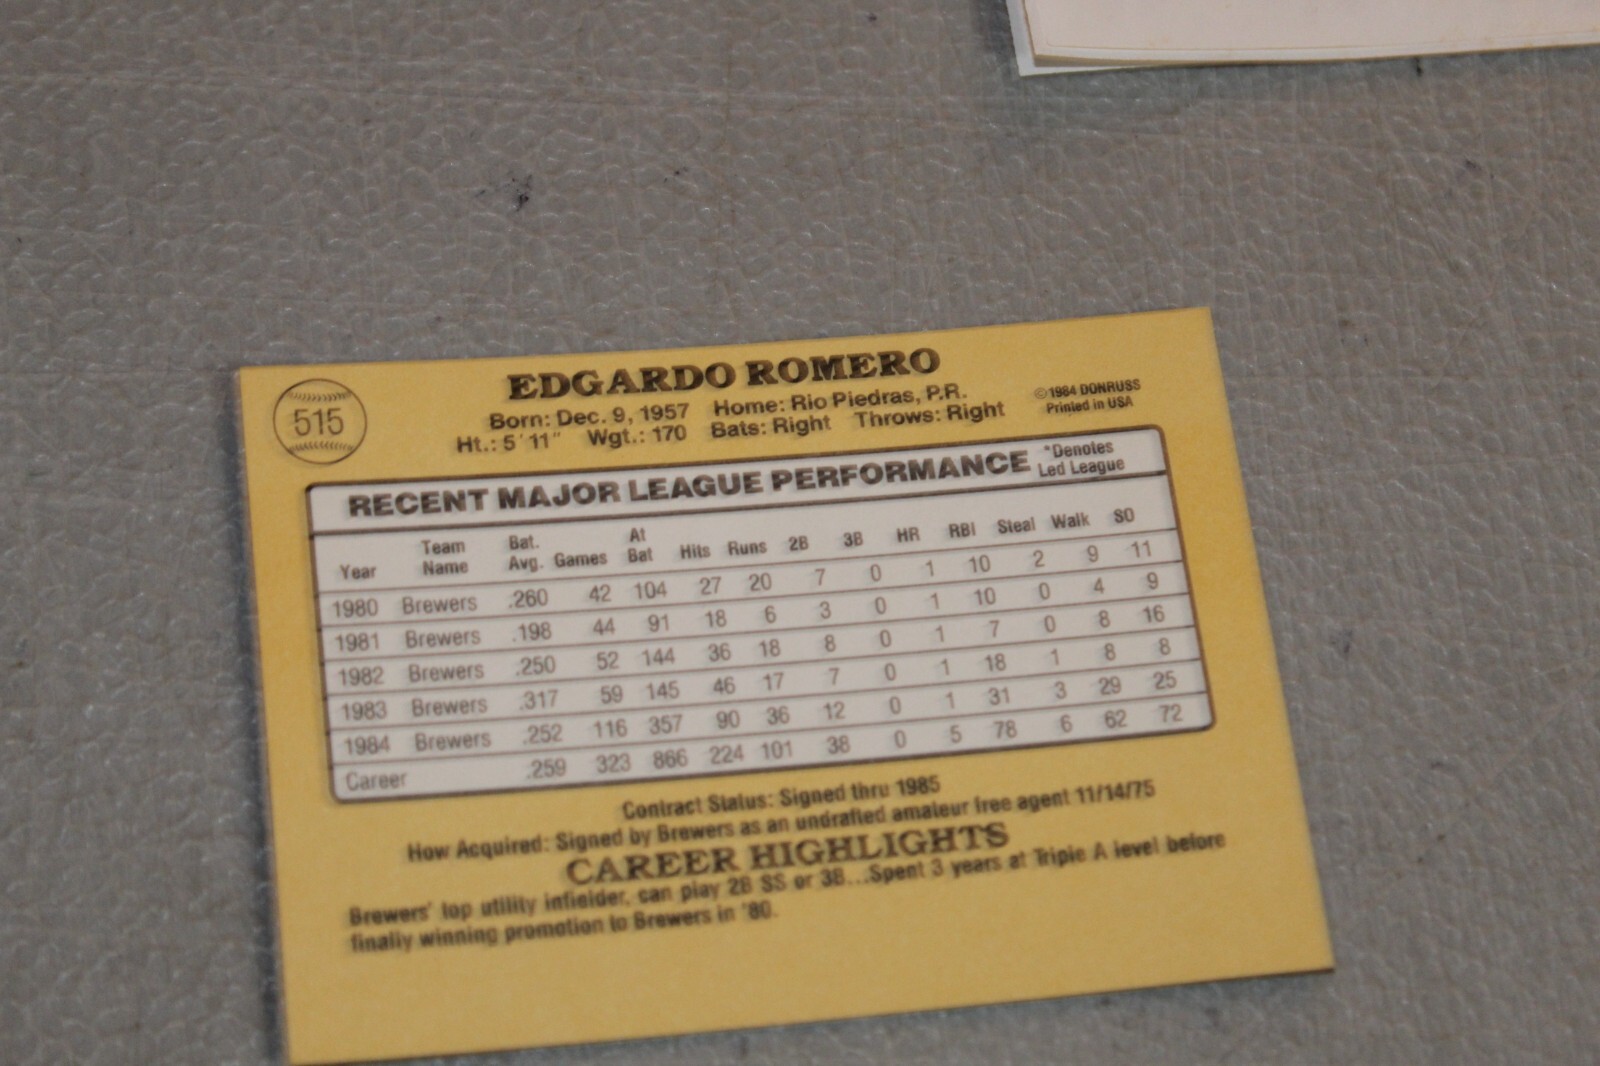 515
EDGARDO ROMERO
Born: Dec. 9, 1957 Home: Rio Piedras, P.R.
Ht.: 5' 11" Wgt.: 170 Bats: Right Throws: Right
©1984 DONRUSS
Printed in USA
RECENT MAJOR LEAGUE PERFORMANCE
*Denotes
Led League
Year Team Name Bat. Avg. Games At Bat Hits Runs 2B 3B HR RBI Steal Walk SO
1980 Brewers .260 42 104 27 20 7 0 1 10 2 9 11
1981 Brewers .198 44 91 18 6 3 0 1 10 0 4 9
1982 Brewers .250 52 144 36 18 8 0 1 7 0 8 16
1983 Brewers .317 59 145 46 17 7 0 1 18 1 8 8
1984 Brewers .252 116 357 90 36 12 0 1 31 3 29 25
Career .259 323 866 224 101 38 0 5 78 6 62 72
Contract Status: Signed thru 1985
How Acquired: Signed by Brewers as an undrafted amateur free agent 11/14/75
CAREER HIGHLIGHTS
Brewers' top utility infielder, can play 2B SS or 3B...Spent 3 years at Triple A level before
finally winning promotion to Brewers in '80.